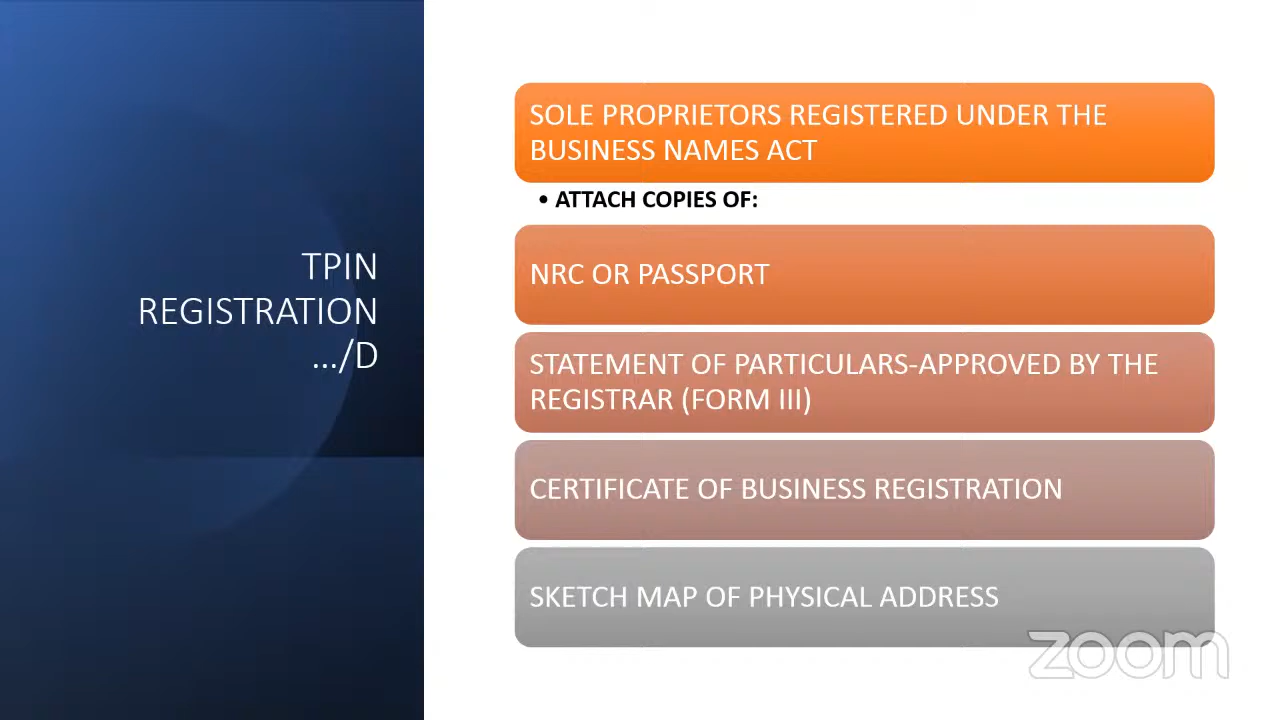 TPIN
REGISTRATION
.../D
SOLE PROPRIETORS REGISTERED UNDER THE
BUSINESS NAMES ACT
• ATTACH COPIES OF:
NRC OR PASSPORT
STATEMENT OF PARTICULARS-APPROVED BY THE
REGISTRAR (FORM III)
CERTIFICATE OF BUSINESS REGISTRATION
SKETCH MAP OF PHYSICAL ADDRESS
zoom